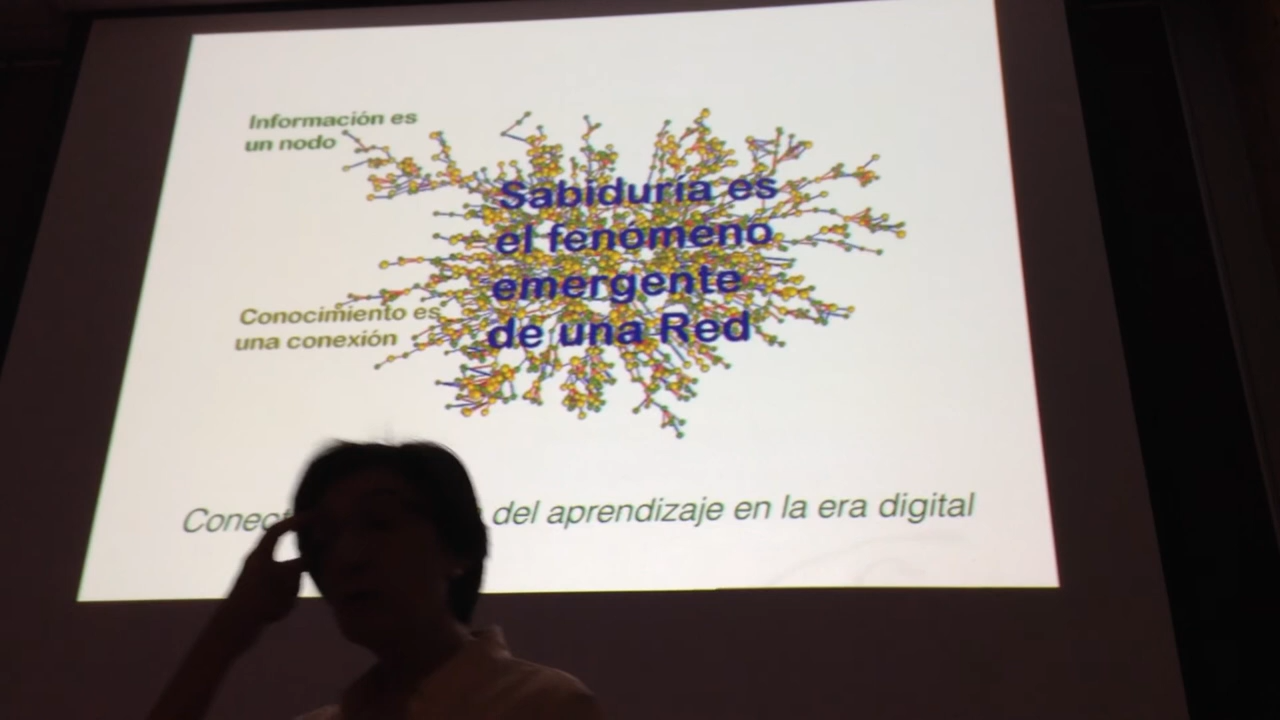 Información es
un nodo
Sabiduría es
el fenómeno
emergente
de una Red
Conocimiento es
una conexión
del aprendizaje en la era digital